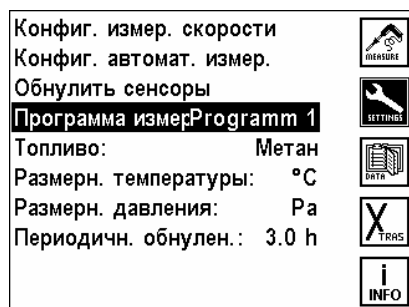 Конфиг. измер. скорости
Конфиг. автомат. измер.
Обнулить сенсоры
Программа измерProgramm 1
Топливо: Метан
Размерн. температуры: °C
Размерн. давления: Pa
Периодичн. обнулен.: 3.0 h
MEASURE
SETTINGS
DATA
XTRAS
i
INFO